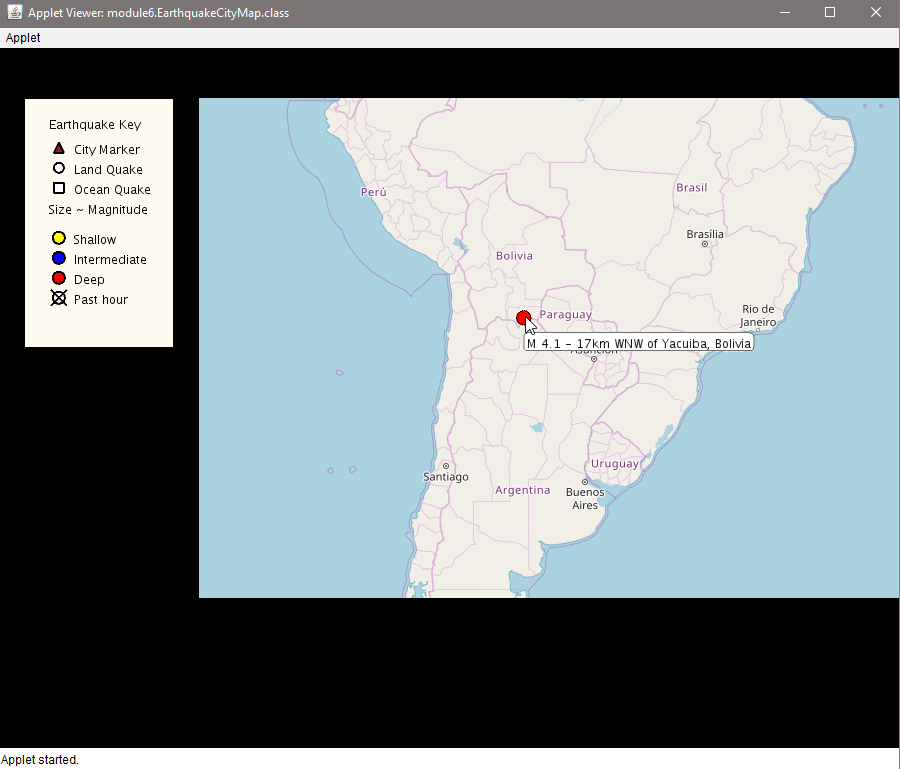 Applet Viewer: module6.EarthquakeCityMap.class
Applet
Earthquake Key
City Marker
Land Quake
Ocean Quake
Size ~ Magnitude
Shallow
Intermediate
Deep
Past hour
Perú
Brasil
Brasília
Bolivia
Rio de
Janeiro
Paraguay
M 4.1 - 17km WNW of Yacuiba, Bolivia
Uruguay
Santiago
Argentina
Buenos
Aires
Applet started.